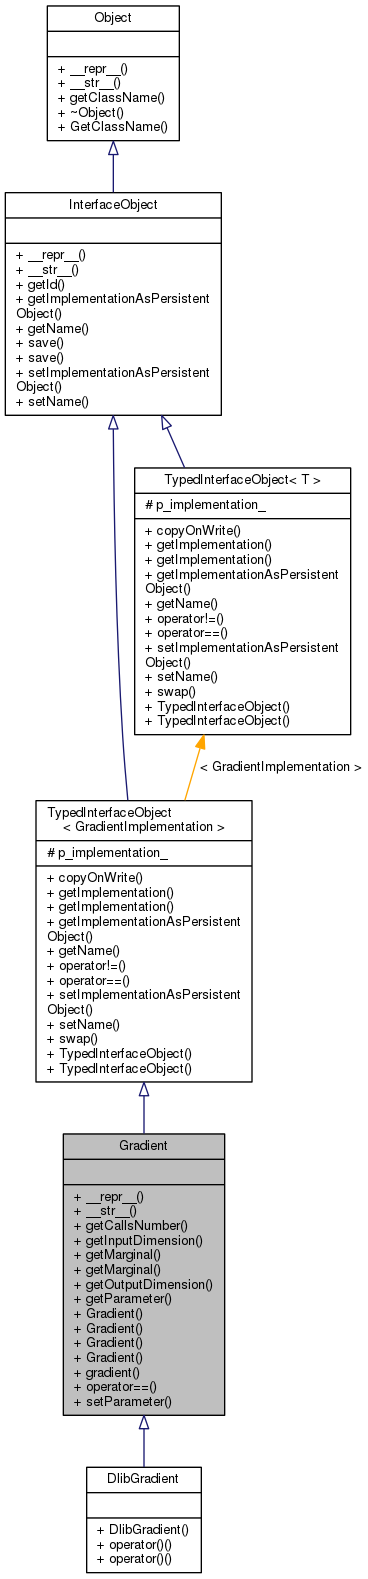 Object
+ __repr__()
+ __str__()
+ getClassName()
+ ~Object()
+ GetClassName()
InterfaceObject
+ __repr__()
+ __str__()
+ getId()
+ getImplementationAsPersistent
Object()
+ getName()
+ save()
+ save()
+ setImplementationAsPersistent
Object()
+ setName()
TypedInterfaceObject< T >
# p_implementation_
+ copyOnWrite()
+ getImplementation()
+ getImplementation()
+ getImplementationAsPersistent
Object()
+ getName()
+ operator!=()
+ operator==()
+ setImplementationAsPersistent
Object()
+ setName()
+ swap()
+ TypedInterfaceObject()
+ TypedInterfaceObject()
< GradientImplementation >
TypedInterfaceObject
< GradientImplementation >
# p_implementation_
+ copyOnWrite()
+ getImplementation()
+ getImplementation()
+ getImplementationAsPersistent
Object()
+ getName()
+ operator!=()
+ operator==()
+ setImplementationAsPersistent
Object()
+ setName()
+ swap()
+ TypedInterfaceObject()
+ TypedInterfaceObject()
Gradient
+ __repr__()
+ __str__()
+ getCallsNumber()
+ getInputDimension()
+ getMarginal()
+ getMarginal()
+ getOutputDimension()
+ getParameter()
+ Gradient()
+ Gradient()
+ Gradient()
+ Gradient()
+ gradient()
+ operator==()
+ setParameter()
DlibGradient
+ DlibGradient()
+ operator()()
+ operator()()